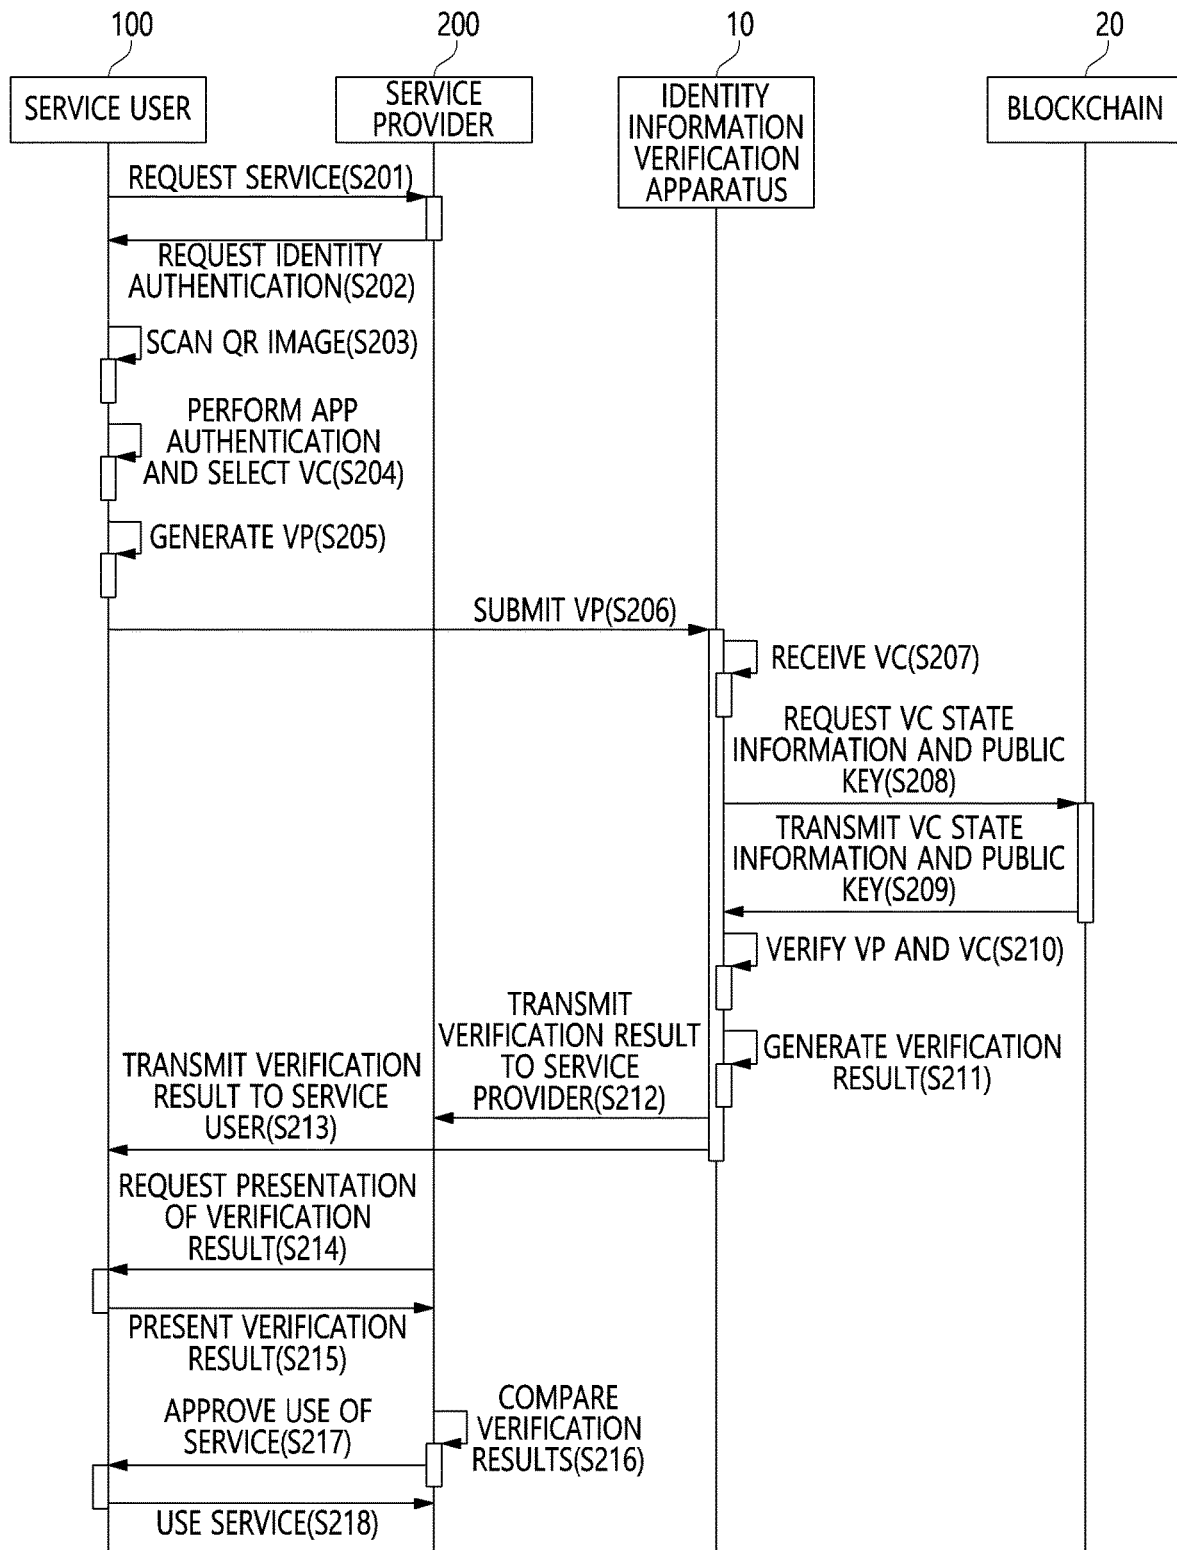 100
200
10
20
SERVICE USER
SERVICE
PROVIDER
IDENTITY
INFORMATION
VERIFICATION
APPARATUS
BLOCKCHAIN
REQUEST SERVICE(S201)
REQUEST IDENTITY
AUTHENTICATION(S202)
SCAN QR IMAGE(S203)
PERFORM APP
AUTHENTICATION
AND SELECT VC(S204)
GENERATE VP(S205)
SUBMIT VP(S206)
RECEIVE VC(S207)
REQUEST VC STATE
INFORMATION AND PUBLIC
KEY(S208)
TRANSMIT VC STATE
INFORMATION AND PUBLIC
KEY(S209)
VERIFY VP AND VC(S210)
GENERATE VERIFICATION
RESULT(S211)
TRANSMIT
VERIFICATION RESULT
TO SERVICE
PROVIDER(S212)
TRANSMIT VERIFICATION
RESULT TO SERVICE
USER(S213)
REQUEST PRESENTATION
OF VERIFICATION
RESULT(S214)
PRESENT VERIFICATION
RESULT(S215)
COMPARE
VERIFICATION
RESULTS(S216)
APPROVE USE OF
SERVICE(S217)
USE SERVICE(S218)